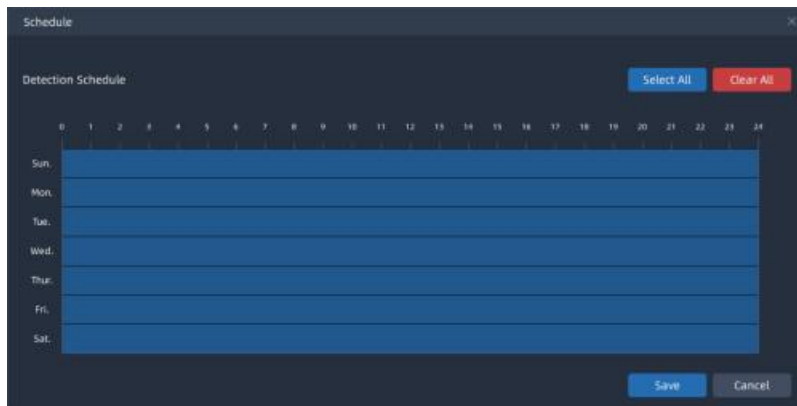 Schedule
Detection Schedule Select All Clear All
0 1 2 3 4 5 6 7 8 9 10 11 12 13 14 15 16 17 18 19 20 21 22 23 24
Sun.
Mon.
Tue.
Wed.
Thur.
Fri.
Sat.
Save Cancel